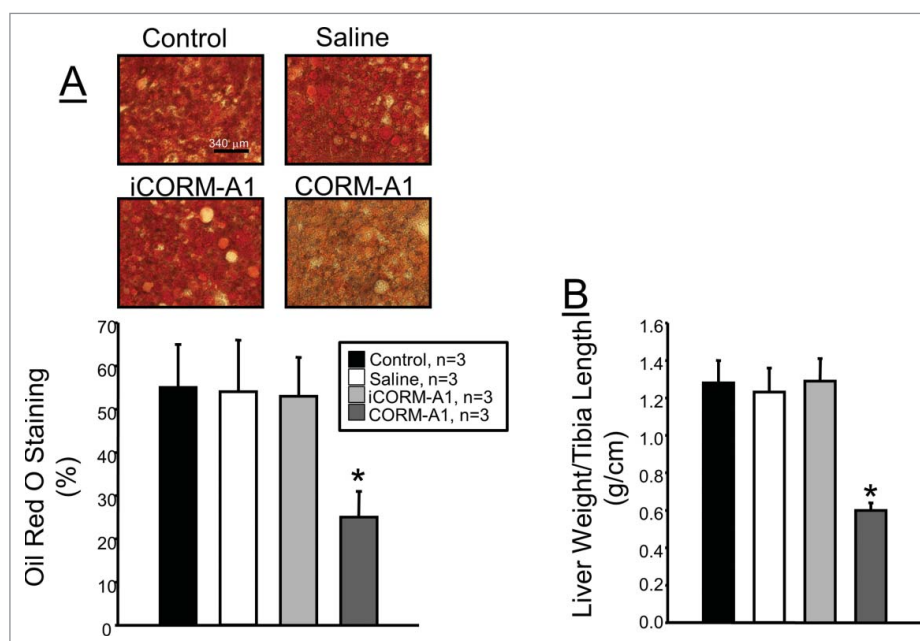 Control Saline
A
340 µm
iCORM-A1 CORM-A1
70
60
50
40
30
20
10
0
Oil Red O Staining
(%)
Control, n=3
Saline, n=3
iCORM-A1, n=3
CORM-A1, n=3
*
B
1.6
1.4
1.2
1.0
0.8
0.6
0.4
0.2
0.0
Liver Weight/Tibia Length
(g/cm)
*